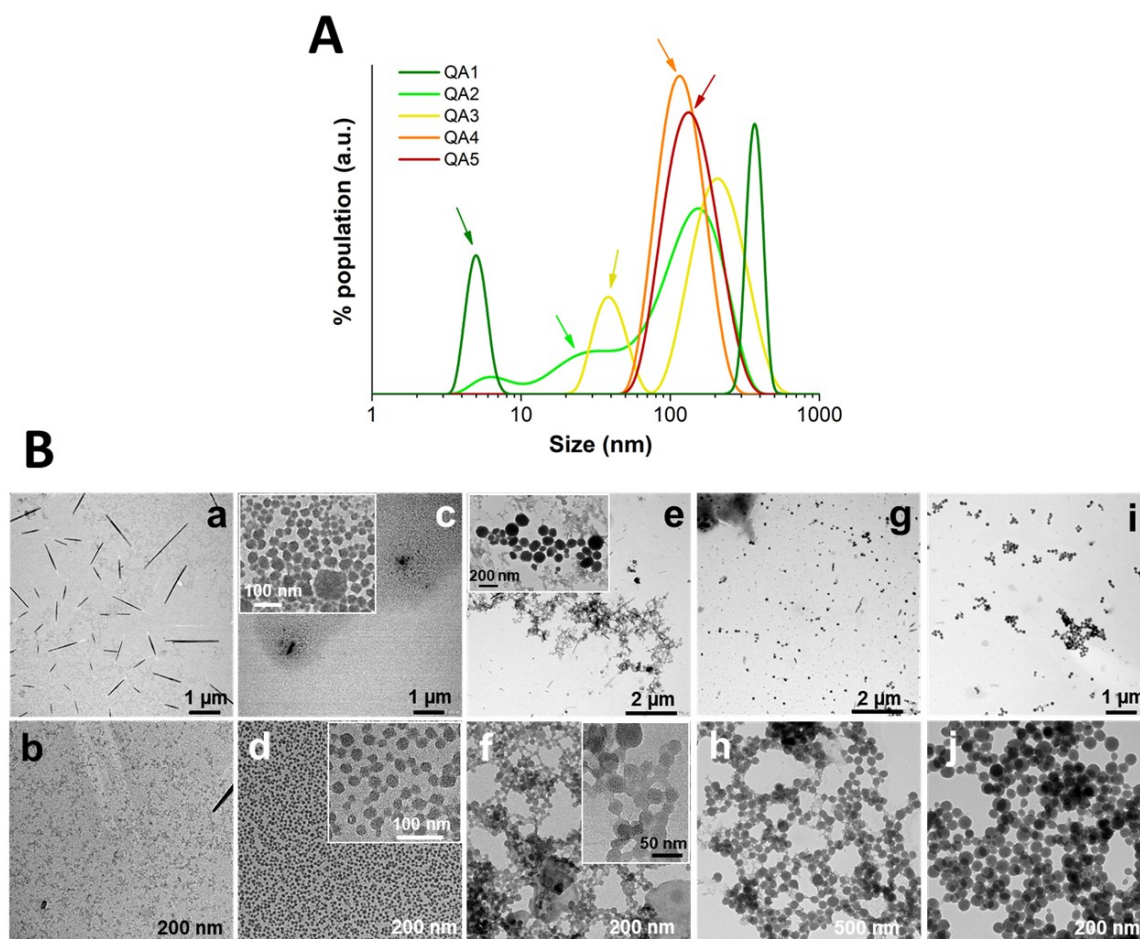 A
QA1
QA2
QA3
QA4
QA5
% population (a.u.)
1
10
100
1000
Size (nm)
B
a
1 µm
c
100 nm
1 µm
e
200 nm
2 µm
g
2 µm
i
1 µm
b
200 nm
d
100 nm
200 nm
f
50 nm
200 nm
h
500 nm
j
200 nm